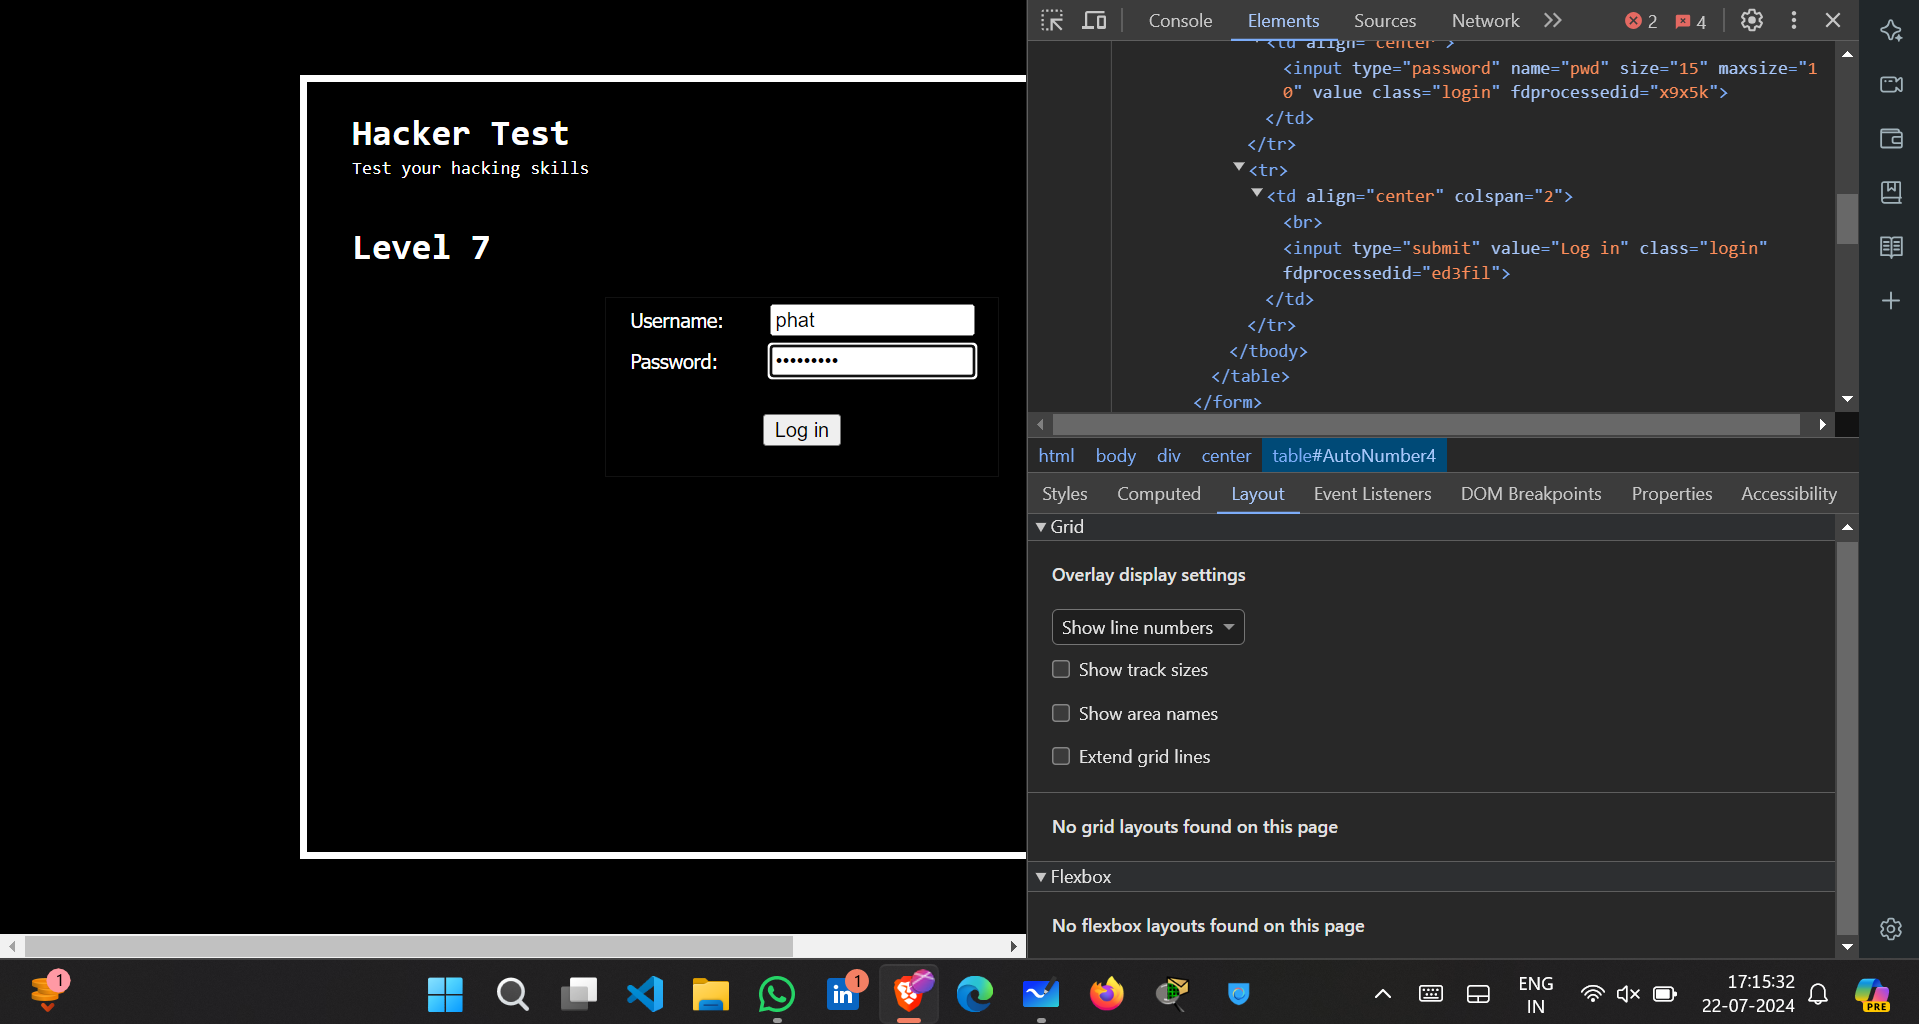 Hacker Test
Test your hacking skills
Level 7
Username: phat
Password: •••••••••
Log in
Console Elements Sources Network 2 4
<td align="center">
<input type="password" name="pwd" size="15" maxsize="1
0" value class="login" fdprocessedid="x9x5k">
</td>
</tr>
<tr>
<td align="center" colspan="2">
<br>
<input type="submit" value="Log in" class="login"
fdprocessedid="ed3fil">
</td>
</tr>
</tbody>
</table>
</form>
html body div center table#AutoNumber4
Styles Computed Layout Event Listeners DOM Breakpoints Properties Accessibility
Grid
Overlay display settings
Show line numbers
Show track sizes
Show area names
Extend grid lines
No grid layouts found on this page
Flexbox
No flexbox layouts found on this page
1
in 1
ENG
IN
17:15:32
22-07-2024
PRE